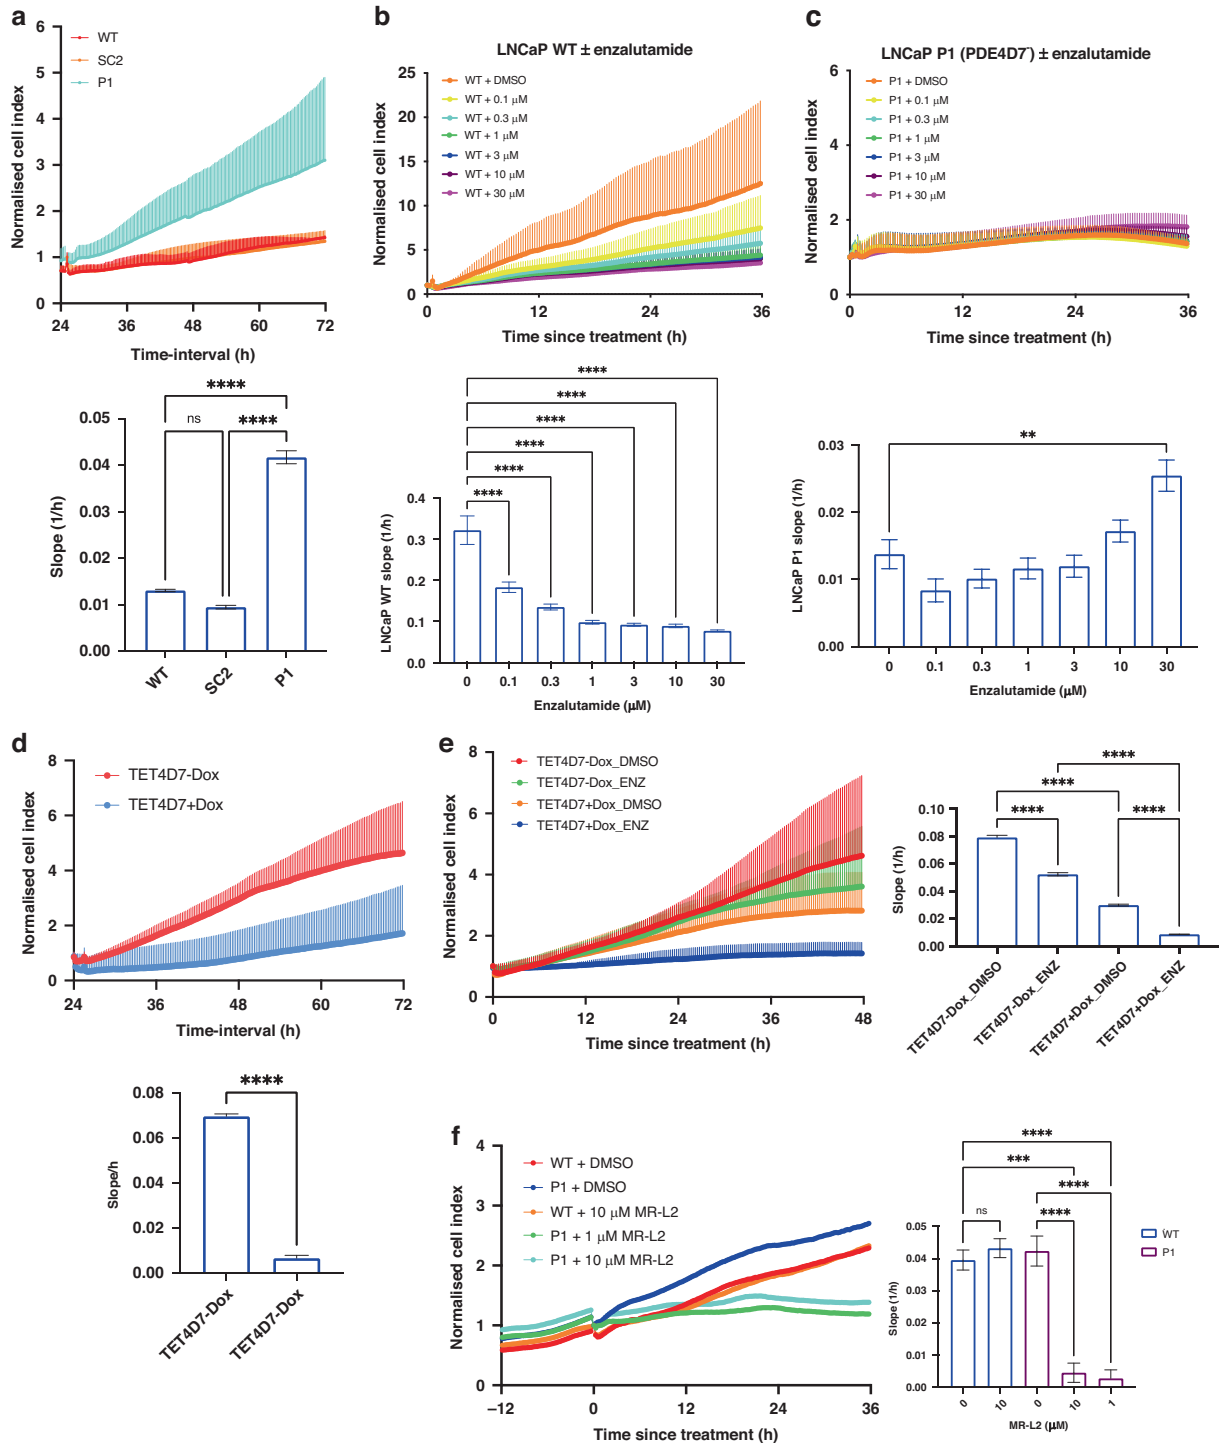 a
6
5
4
3
2
1
0
Normalised cell index
WT
SC2
P1
24 36 48 60 72
Time-interval (h)
0.05
0.04
0.03
0.02
0.01
0.00
Slope (1/h)
****
ns
****
WT SC2 P1
b
LNCaP WT ± enzalutamide
25
20
15
10
5
0
Normalised cell index
WT + DMSO
WT + 0.1 μM
WT + 0.3 μM
WT + 1 μM
WT + 3 μM
WT + 10 μM
WT + 30 μM
0 12 24 36
Time since treatment (h)
****
****
****
****
****
****
0.4
0.3
0.2
0.1
0.0
LNCaP WT slope (1/h)
0 0.1 0.3 1 3 10 30
Enzalutamide (μM)
c
LNCaP P1 (PDE4D7-) ± enzalutamide
6
4
2
0
Normalised cell index
P1 + DMSO
P1 + 0.1 μM
P1 + 0.3 μM
P1 + 1 μM
P1 + 3 μM
P1 + 10 μM
P1 + 30 μM
0 12 24 36
Time since treatment (h)
**
0.03
0.02
0.01
0.00
LNCaP P1 slope (1/h)
0 0.1 0.3 1 3 10 30
Enzalutamide (μM)
d
8
6
4
2
0
Normalised cell index
TET4D7-Dox
TET4D7+Dox
24 36 48 60 72
Time-interval (h)
****
0.08
0.06
0.04
0.02
0.00
Slope/h
TET4D7-Dox TET4D7-Dox
e
8
6
4
2
0
Normalised cell index
TET4D7-Dox_DMSO
TET4D7-Dox_ENZ
TET4D7+Dox_DMSO
TET4D7+Dox_ENZ
0 12 24 36 48
Time since treatment (h)
****
****
**** ****
0.10
0.08
0.06
0.04
0.02
0.00
Slope (1/h)
TET4D7-Dox_DMSO TET4D7-Dox_ENZ TET4D7+Dox_DMSO TET4D7+Dox_ENZ
f
4
3
2
1
0
Normalised cell index
WT + DMSO
P1 + DMSO
WT + 10 μM MR-L2
P1 + 1 μM MR-L2
P1 + 10 μM MR-L2
−12 0 12 24 36
Time since treatment (h)
****
***
****
ns ****
0.05
0.04
0.03
0.02
0.01
0.00
Slope (1/h)
WT
P1
0 10 0 10 1
MR-L2 (μM)